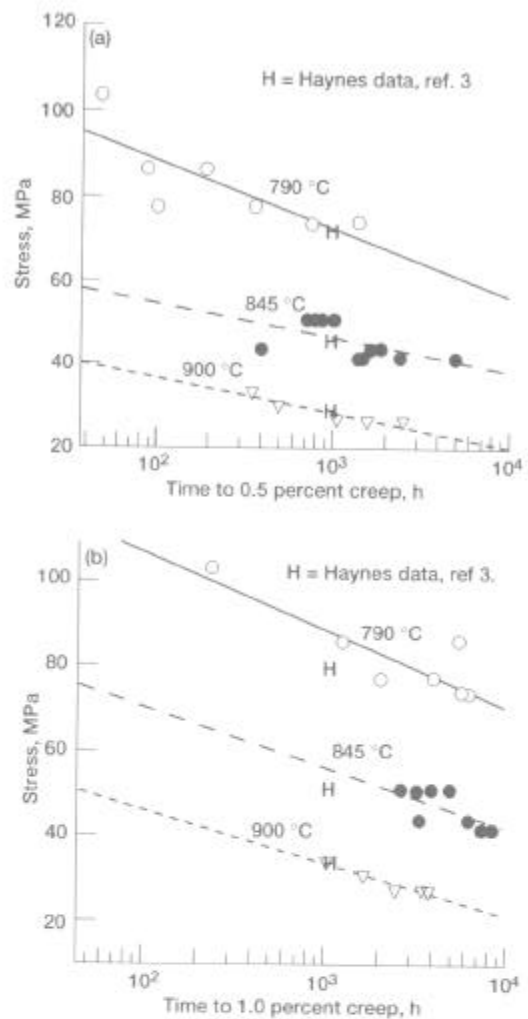 120
(a)
H = Haynes data, ref. 3
100
790 °C
80
H
Stress, MPa
60
845 °C
H
40
900 °C
H
20
10²
10³
10⁴
Time to 0.5 percent creep, h
(b)
H = Haynes data, ref 3.
100
790 °C
80
H
Stress, MPa
60
845 °C
H
40
900 °C
H
20
10²
10³
10⁴
Time to 1.0 percent creep, h